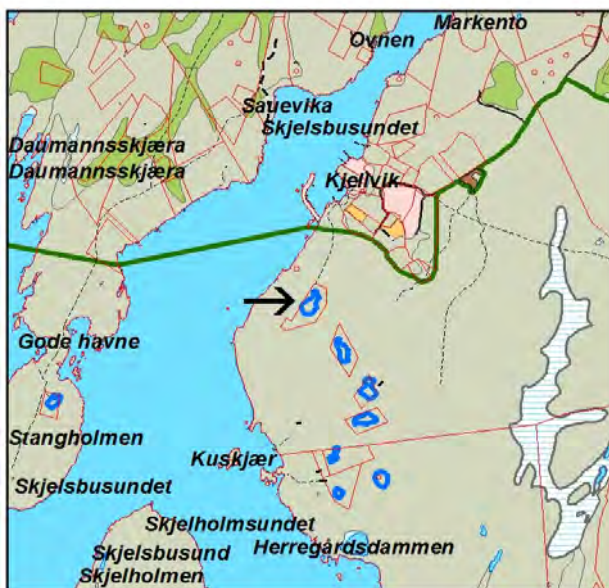 Markento
Ovnen
Sauevika
Skjelsbusundet
Daumannsskjæra
Daumannsskjæra
Kjellvik
Gode havne
Stangholmen
Kuskjær
Skjelsbusundet
Skjelholmsundet
Herregårdsdammen
Skjelsbusund
Skjelholmen